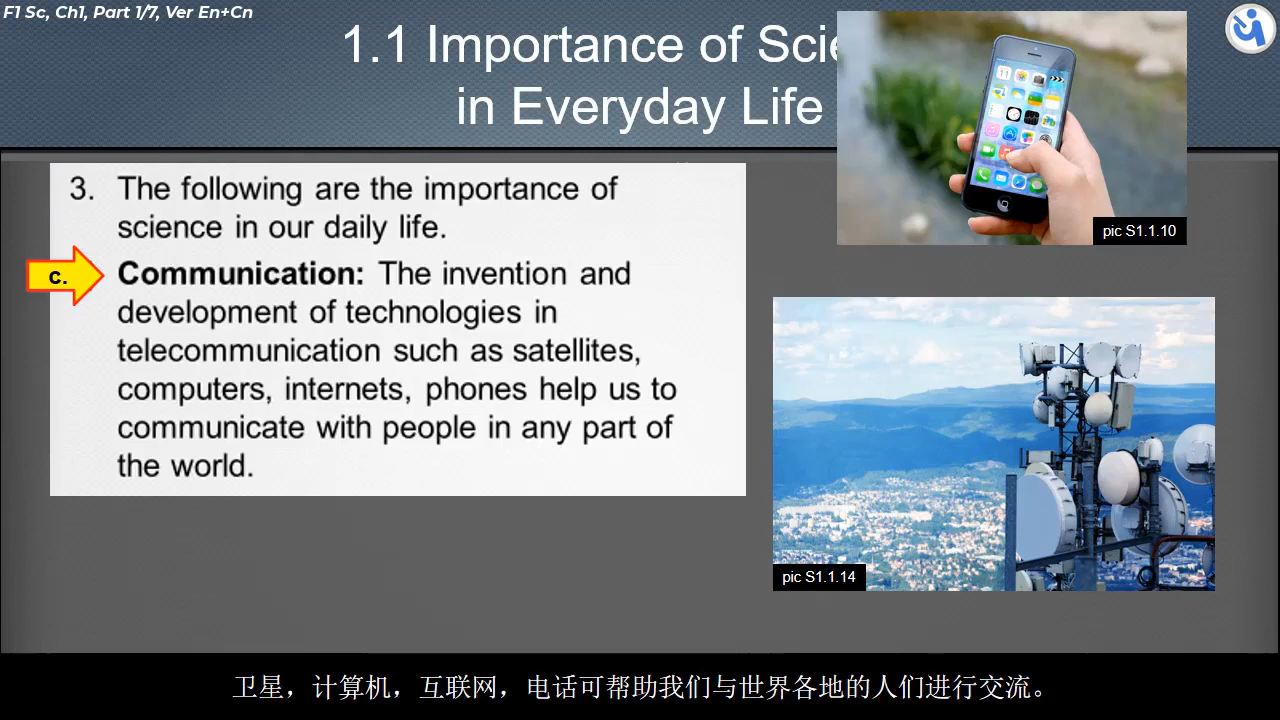 F1 Sc, Ch1, Part 1/7, Ver En+Cn
1.1 Importance of Scie
in Everyday Life
pic S1.1.10
3. The following are the importance of
science in our daily life.
c. Communication: The invention and
development of technologies in
telecommunication such as satellites,
computers, internets, phones help us to
communicate with people in any part of
the world.
pic S1.1.14
卫星，计算机，互联网，电话可帮助我们与世界各地的人们进行交流。